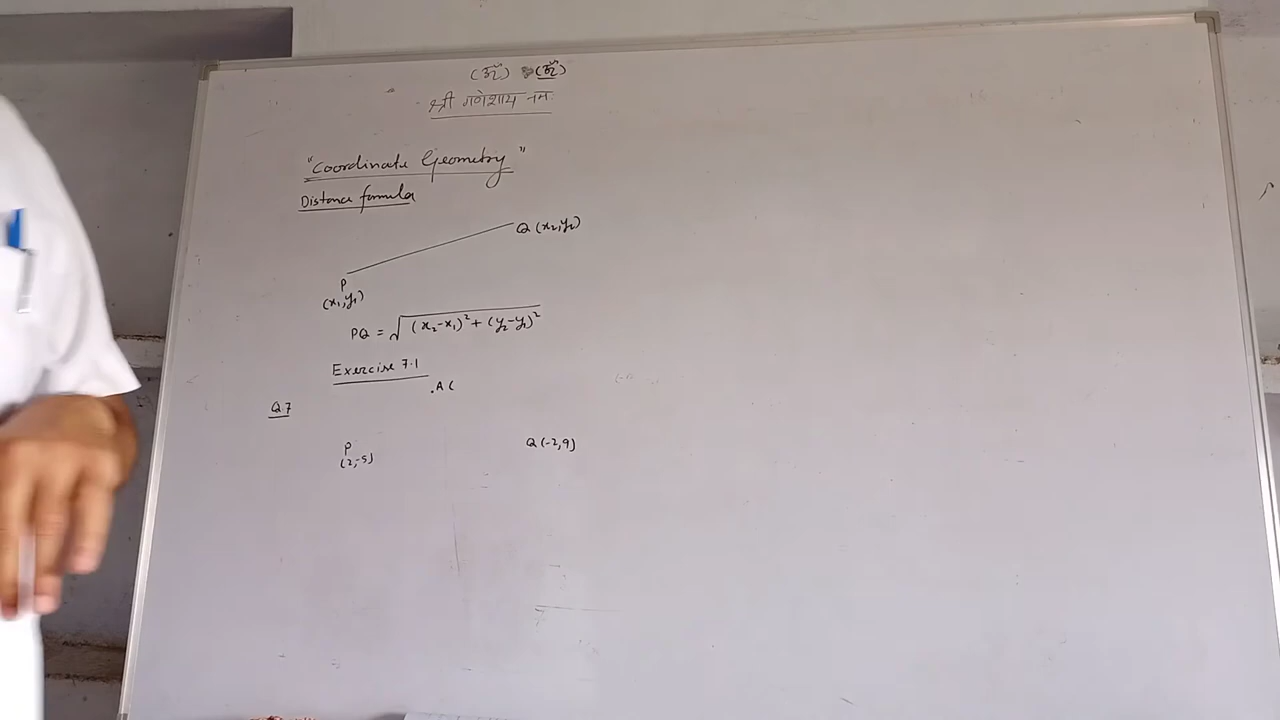 (ॐ) (ॐ)
श्री गणेशाय नमः
"Coordinate Geometry"
Distance formula
Q (x₂,y₂)
P
(x₁,y₁)
PQ = √(x₂-x₁)² + (y₂-y₁)²
Exercise 7.1
.A (
Q.7
P
(2,-5)
Q (-2,9)